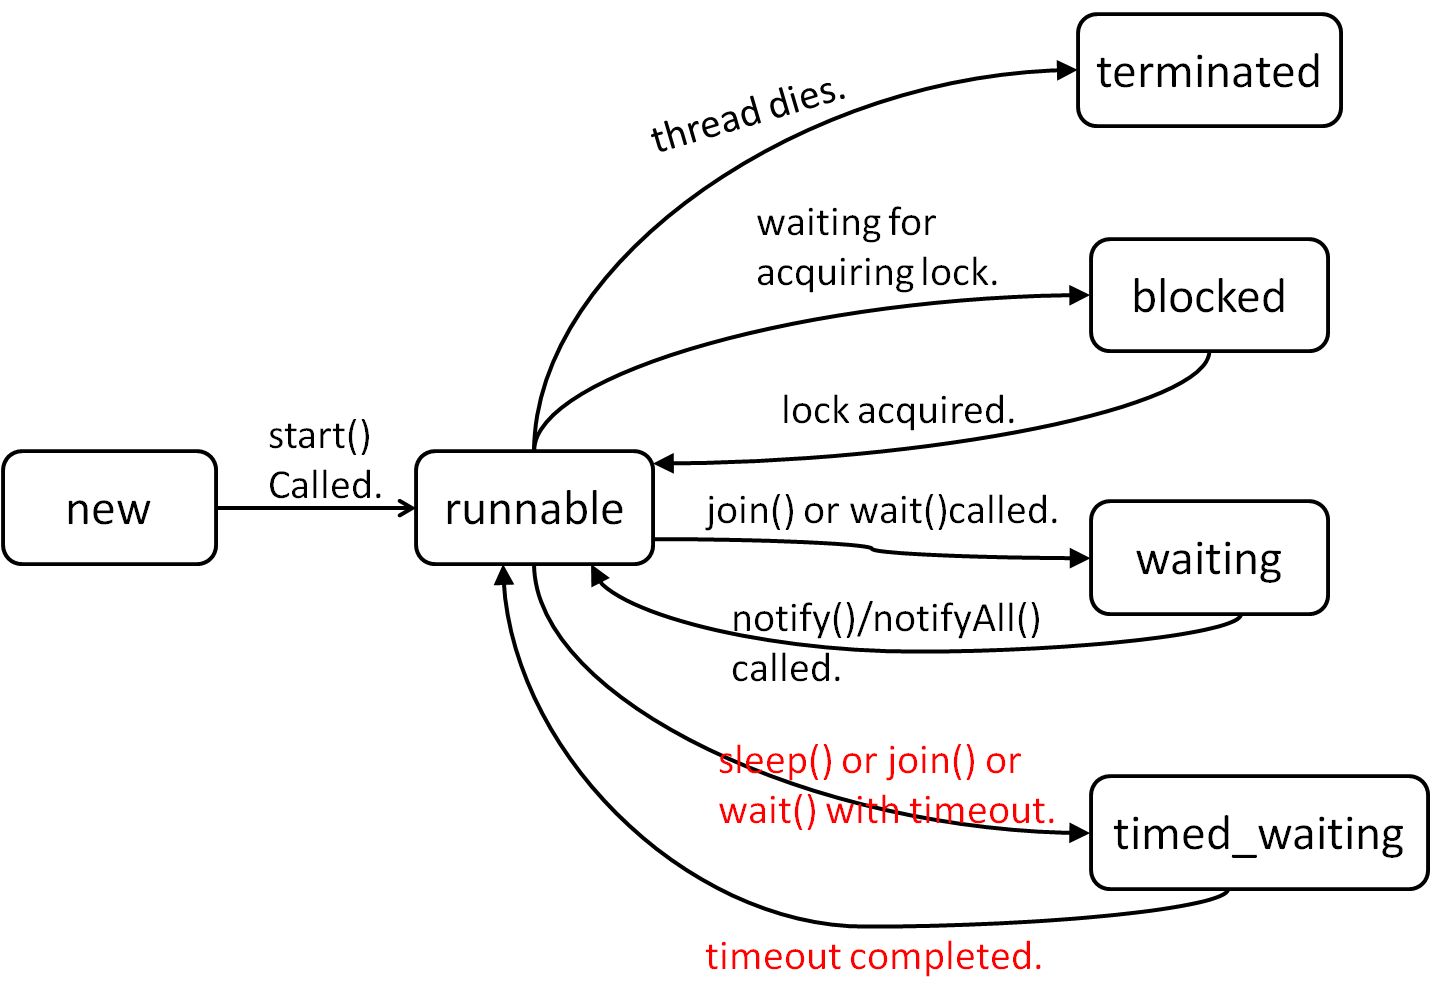 terminated
thread dies.
waiting for
acquiring lock.
blocked
lock acquired.
start()
Called.
new
runnable
join() or wait()called.
waiting
notify()/notifyAll()
called.
sleep() or join() or
wait() with timeout.
timed_waiting
timeout completed.